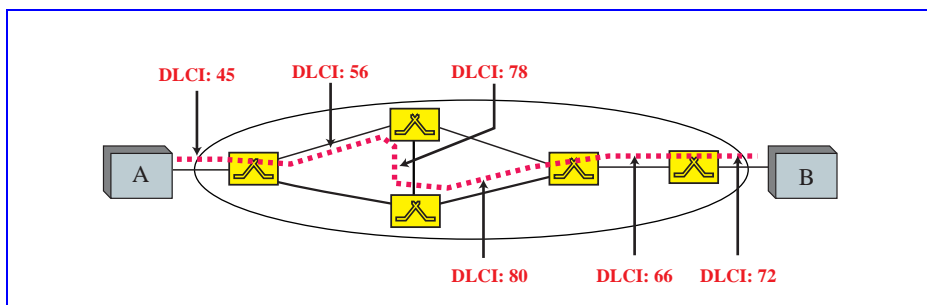 DLCI: 45
DLCI: 56
DLCI: 78
A
B
DLCI: 80
DLCI: 66
DLCI: 72